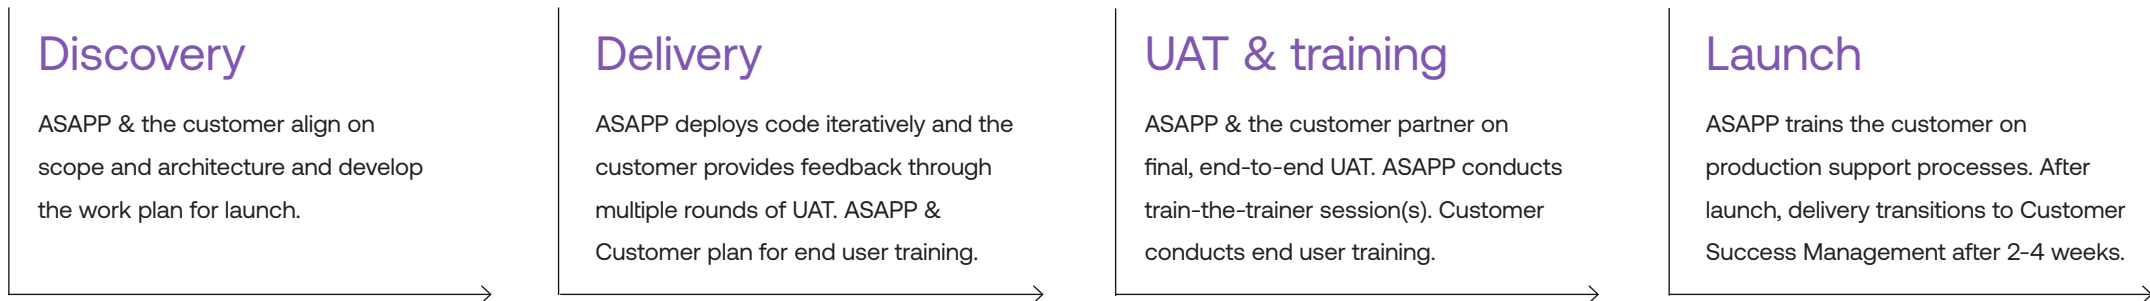 Discovery
ASAPP & the customer align on
scope and architecture and develop
the work plan for launch.
Delivery
ASAPP deploys code iteratively and the
customer provides feedback through
multiple rounds of UAT. ASAPP &
Customer plan for end user training.
UAT & training
ASAPP & the customer partner on
final, end-to-end UAT. ASAPP conducts
train-the-trainer session(s). Customer
conducts end user training.
Launch
ASAPP trains the customer on
production support processes. After
launch, delivery transitions to Customer
Success Management after 2-4 weeks.